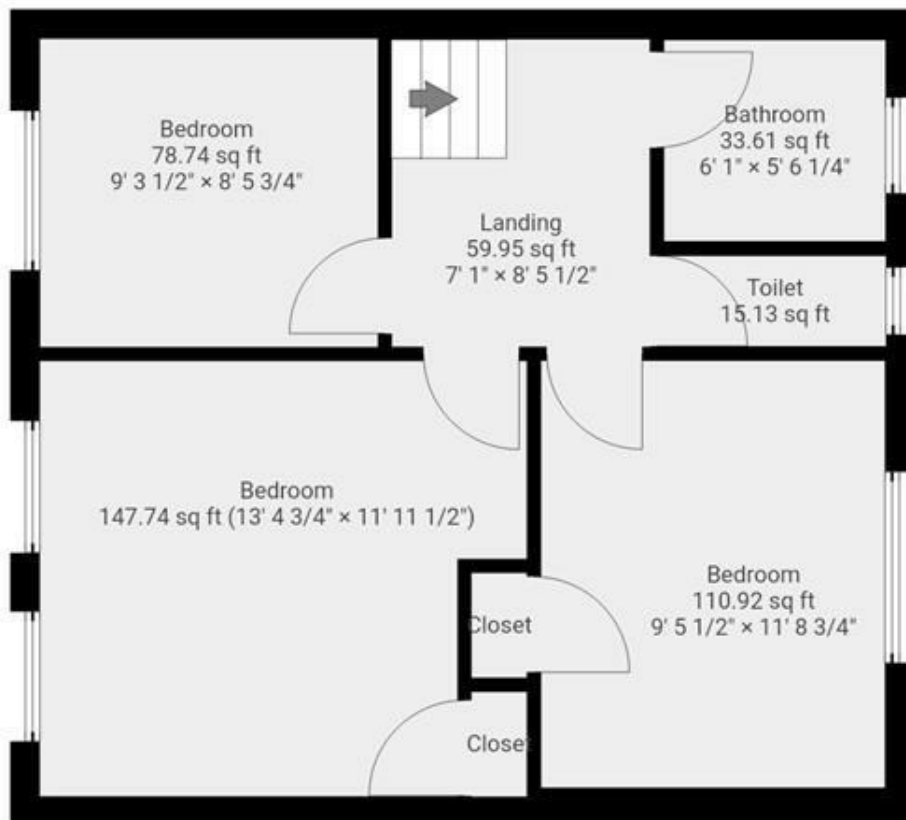 Bedroom
78.74 sq ft
9' 3 1/2" × 8' 5 3/4"
Bathroom
33.61 sq ft
6' 1" × 5' 6 1/4"
Landing
59.95 sq ft
7' 1" × 8' 5 1/2"
Toilet
15.13 sq ft
Bedroom
147.74 sq ft (13' 4 3/4" × 11' 11 1/2")
Bedroom
110.92 sq ft
9' 5 1/2" × 11' 8 3/4"
Closet
Closet